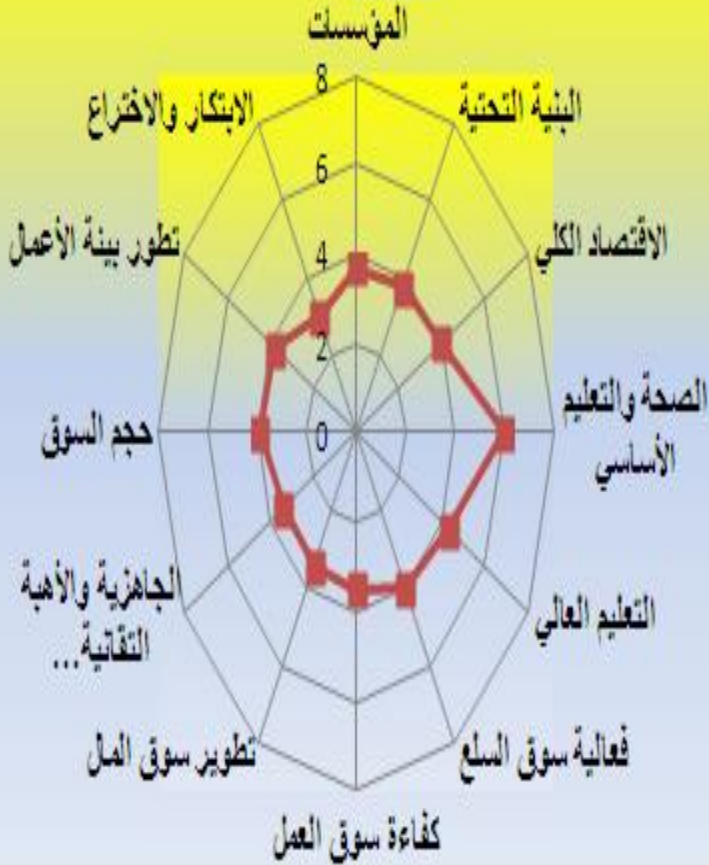 المؤسسات
البنية التحتية
الاقتصاد الكلي
الصحة والتعليم
الأساسي
التعليم العالي
فعالية سوق السلع
كفاءة سوق العمل
تطوير سوق المال
الجاهزية والأهبة
التقانية...
حجم السوق
تطور بيئة الأعمال
الابتكار والاختراع
8
6
4
2
0